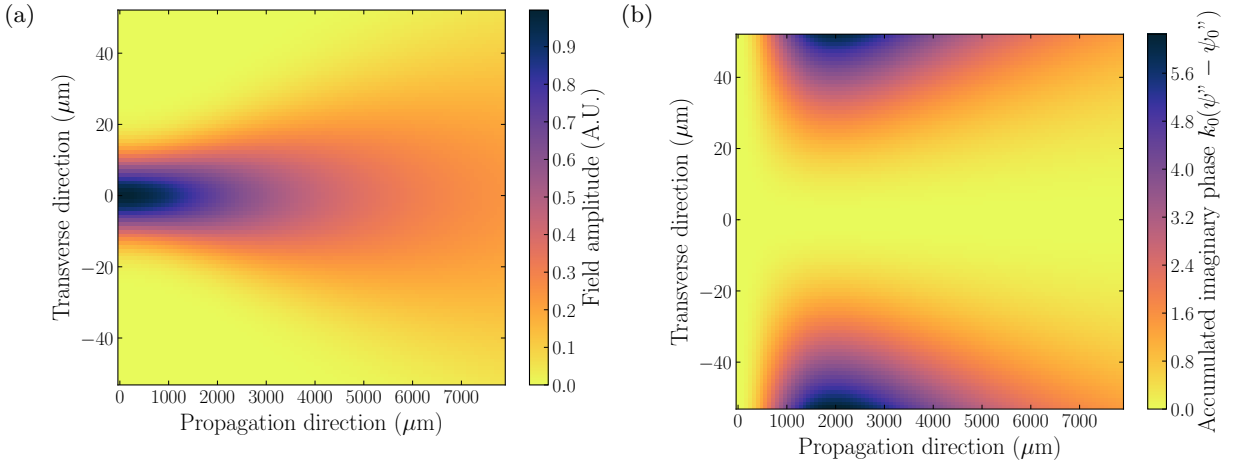 (a)
40
20
0
−20
−40
Transverse direction (μm)
0 1000 2000 3000 4000 5000 6000 7000
Propagation direction (μm)
0.9
0.8
0.7
0.6
0.5
0.4
0.3
0.2
0.1
0.0
Field amplitude (A.U.)
(b)
40
20
0
−20
−40
Transverse direction (μm)
0 1000 2000 3000 4000 5000 6000 7000
Propagation direction (μm)
5.6
4.8
4.0
3.2
2.4
1.6
0.8
0.0
Accumulated imaginary phase k₀(ψ" − ψ₀")